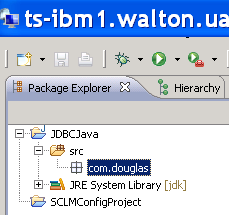 ts-ibm1.walton.ua
Package Explorer Hierarchy
JDBCJava
src
com.douglas
JRE System Library [jdk]
SCLMConfigProject